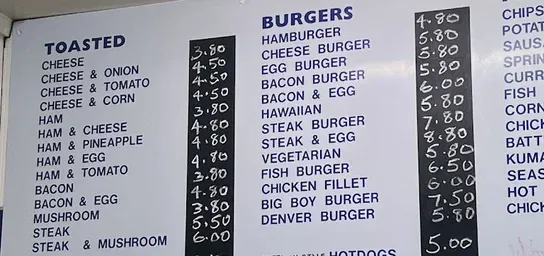 TOASTED
CHEESE
CHEESE & ONION
CHEESE & TOMATO
CHEESE & CORN
HAM
HAM & CHEESE
HAM & PINEAPPLE
HAM & EGG
HAM & TOMATO
BACON
BACON & EGG
MUSHROOM
STEAK
STEAK & MUSHROOM
3.80
4.50
4.50
4.50
3.80
4.80
4.80
4.80
3.80
4.80
3.80
5.50
6.00
BURGERS
HAMBURGER
CHEESE BURGER
EGG BURGER
BACON BURGER
BACON & EGG
HAWAIIAN
STEAK BURGER
STEAK & EGG
VEGETARIAN
FISH BURGER
CHICKEN FILLET
BIG BOY BURGER
DENVER BURGER
HOTDOGS
4.80
5.80
5.80
5.80
6.00
5.80
7.80
8.80
5.80
6.50
6.00
7.50
5.80
5.00
CHIPS
POTAT
SAUSA
SPRIN
CURR
FISH
CORN
CHICK
BATT
KUMA
SEAS
HOT
CHICK